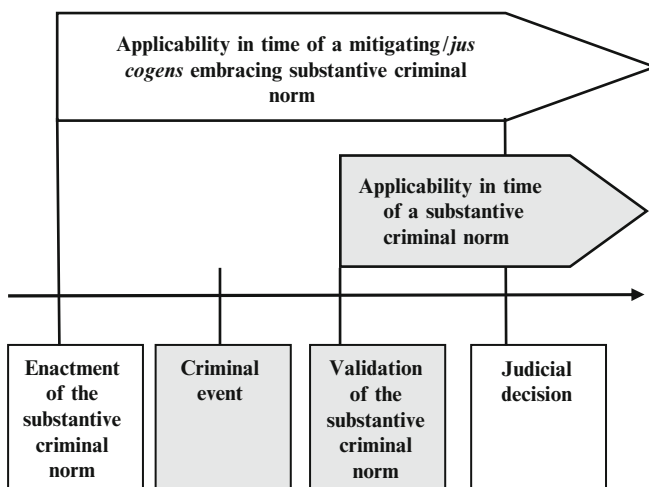 Applicability in time of a mitigating/jus
cogens embracing substantive criminal
norm
Applicability in time
of a substantive
criminal norm
Enactment
of the
substantive
criminal
norm
Criminal
event
Validation
of the
substantive
criminal
norm
Judicial
decision